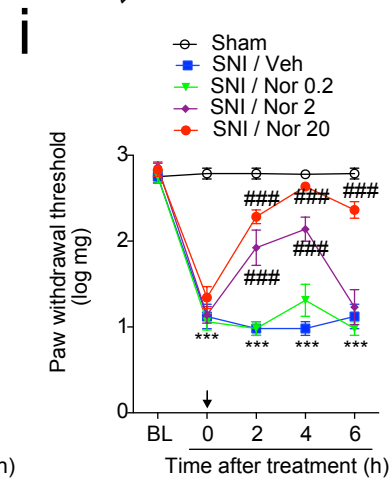 i
Sham
SNI / Veh
SNI / Nor 0.2
SNI / Nor 2
SNI / Nor 20
Paw withdrawal threshold
(log mg)
3
2
1
0
###
###
###
###
###
***
***
***
***
BL 0 2 4 6
h)
Time after treatment (h)